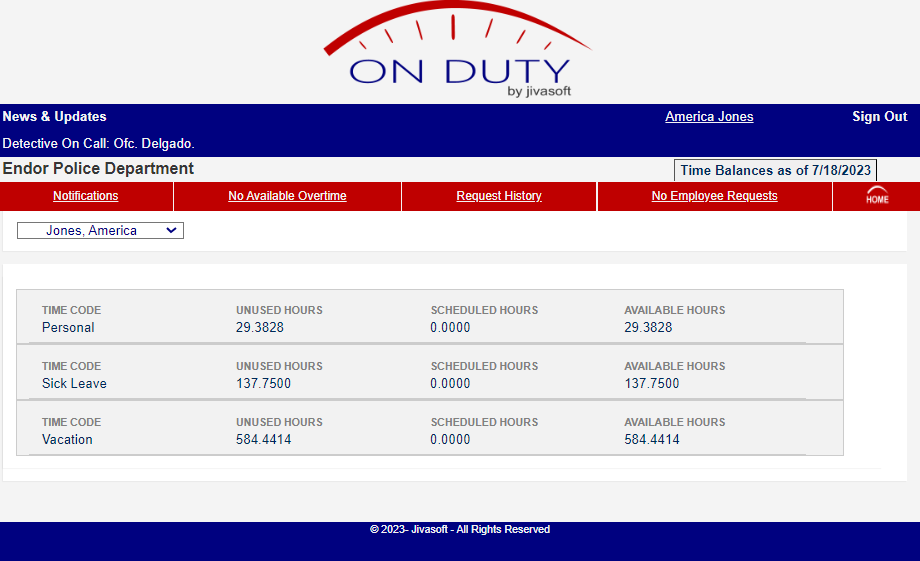 ON DUTY
by jivasoft
News & Updates America Jones Sign Out
Detective On Call: Ofc. Delgado.
Endor Police Department Time Balances as of 7/18/2023
Notifications No Available Overtime Request History No Employee Requests HOME
Jones, America
TIME CODE UNUSED HOURS SCHEDULED HOURS AVAILABLE HOURS
Personal 29.3828 0.0000 29.3828
TIME CODE UNUSED HOURS SCHEDULED HOURS AVAILABLE HOURS
Sick Leave 137.7500 0.0000 137.7500
TIME CODE UNUSED HOURS SCHEDULED HOURS AVAILABLE HOURS
Vacation 584.4414 0.0000 584.4414
© 2023- Jivasoft - All Rights Reserved